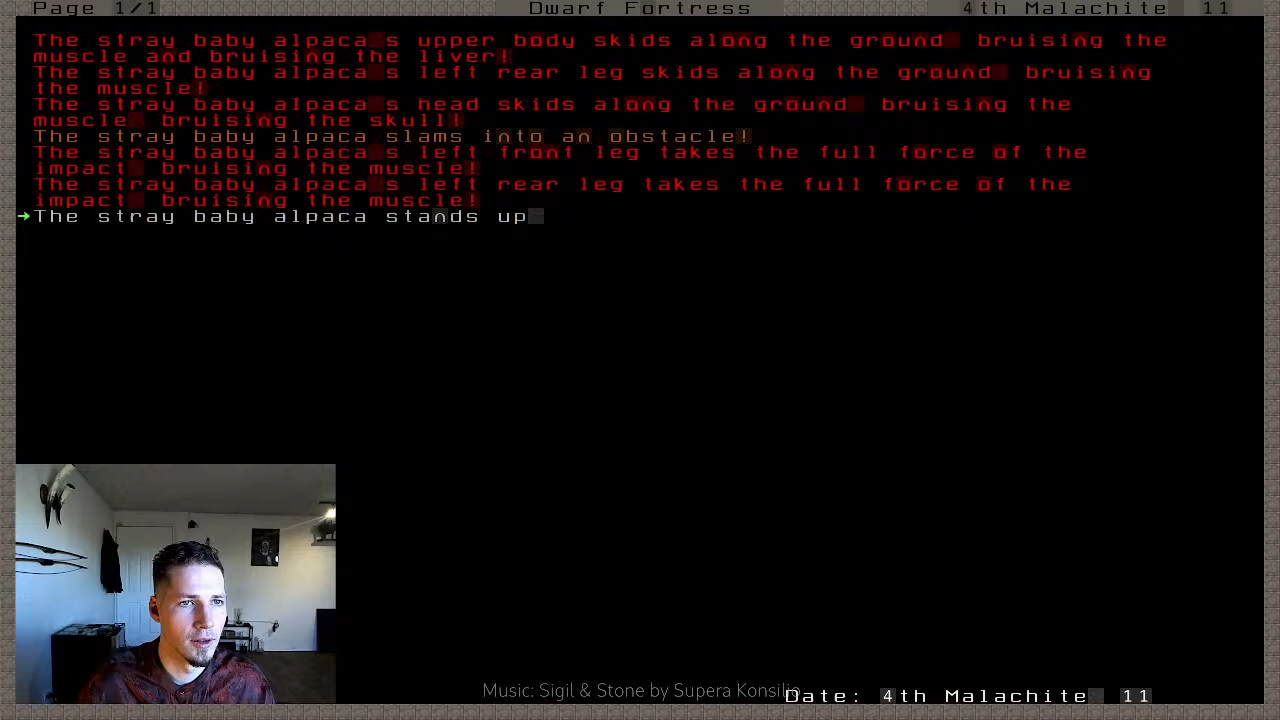 Page 1/1 Dwarf Fortress 4th Malachite 11
The stray baby alpaca s upper body skids along the ground bruising the
muscle and bruising the liver!
The stray baby alpaca s left rear leg skids along the ground bruising
the muscle!
The stray baby alpaca s head skids along the ground bruising the
muscle bruising the skull!
The stray baby alpaca slams into an obstacle!
The stray baby alpaca s left front leg takes the full force of the
impact bruising the muscle!
The stray baby alpaca s left rear leg takes the full force of the
impact bruising the muscle!
→The stray baby alpaca stands up
Music: Sigil & Stone by Supera Konsilio
Date: 4th Malachite 11